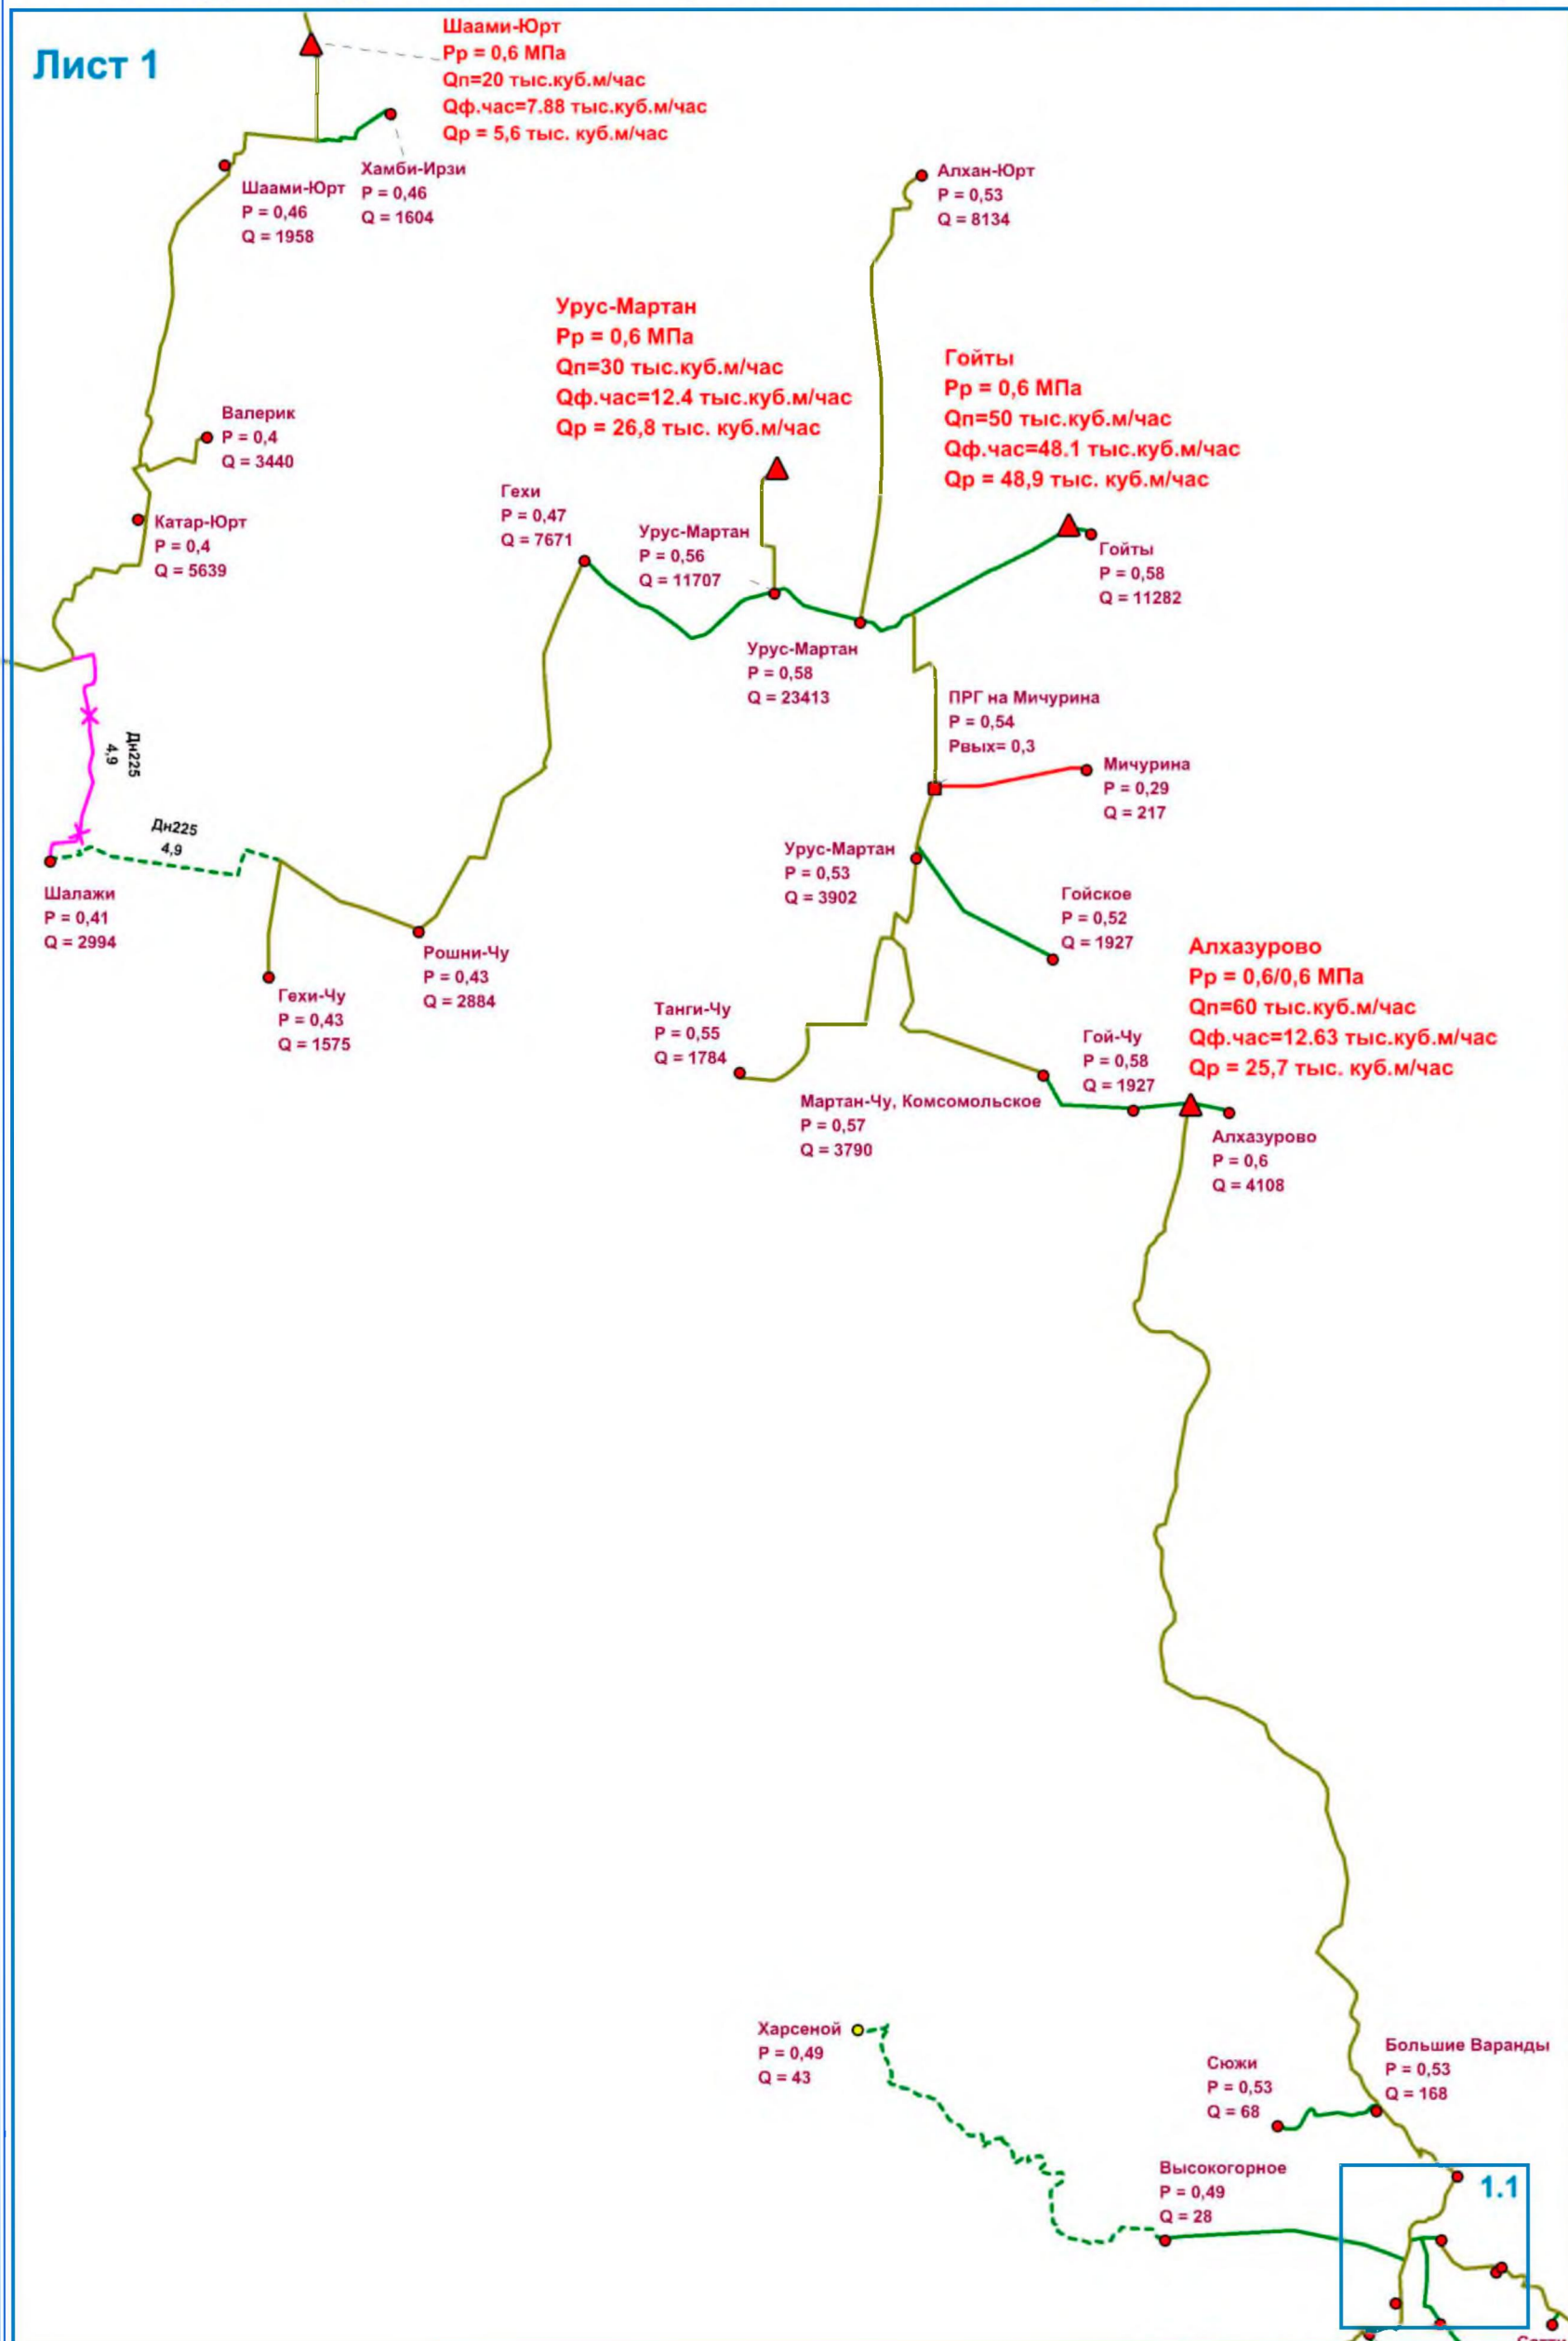 Лист 1
Шаами-Юрт
Pp = 0,6 МПа
Qп=20 тыс.куб.м/час
Qф.час=7.88 тыс.куб.м/час
Qр = 5,6 тыс. куб.м/час
Хамби-Ирзи
P = 0,46
Q = 1604
Шаами-Юрт
P = 0,46
Q = 1958
Алхан-Юрт
P = 0,53
Q = 8134
Урус-Мартан
Pp = 0,6 МПа
Qп=30 тыс.куб.м/час
Qф.час=12.4 тыс.куб.м/час
Qр = 26,8 тыс. куб.м/час
Гойты
Pp = 0,6 МПа
Qп=50 тыс.куб.м/час
Qф.час=48.1 тыс.куб.м/час
Qр = 48,9 тыс. куб.м/час
Валерик
P = 0,4
Q = 3440
Катар-Юрт
P = 0,4
Q = 5639
Гехи
P = 0,47
Q = 7671
Урус-Мартан
P = 0,56
Q = 11707
Гойты
P = 0,58
Q = 11282
Урус-Мартан
P = 0,58
Q = 23413
ПРГ на Мичурина
P = 0,54
Pвых= 0,3
Мичурина
P = 0,29
Q = 217
Дн225
4,9
Дн225
4,9
Шалажи
P = 0,41
Q = 2994
Урус-Мартан
P = 0,53
Q = 3902
Гойское
P = 0,52
Q = 1927
Рошни-Чу
P = 0,43
Q = 2884
Гехи-Чу
P = 0,43
Q = 1575
Алхазурово
Pp = 0,6/0,6 МПа
Qп=60 тыс.куб.м/час
Qф.час=12.63 тыс.куб.м/час
Qр = 25,7 тыс. куб.м/час
Танги-Чу
P = 0,55
Q = 1784
Гой-Чу
P = 0,58
Q = 1927
Мартан-Чу, Комсомольское
P = 0,57
Q = 3790
Алхазурово
P = 0,6
Q = 4108
Харсеной
P = 0,49
Q = 43
Большие Варанды
P = 0,53
Q = 168
Сюжи
P = 0,53
Q = 68
Высокогорное
P = 0,49
Q = 28
1.1